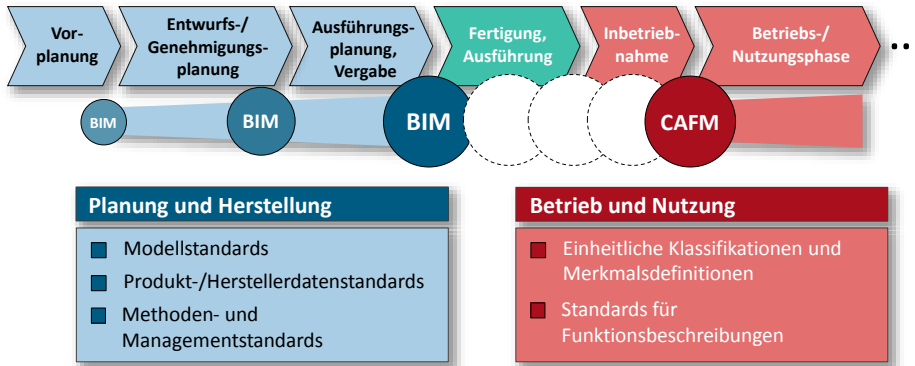 Vor-
planung
Entwurfs-/
Genehmigungs-
planung
Ausführungs-
planung,
Vergabe
Fertigung,
Ausführung
Inbetrieb-
nahme
Betriebs-/
Nutzungsphase
...
BIM
BIM
BIM
CAFM
Planung und Herstellung
Modellstandards
Produkt-/Herstellerdatenstandards
Methoden- und
Managementstandards
Betrieb und Nutzung
Einheitliche Klassifikationen und
Merkmalsdefinitionen
Standards für
Funktionsbeschreibungen